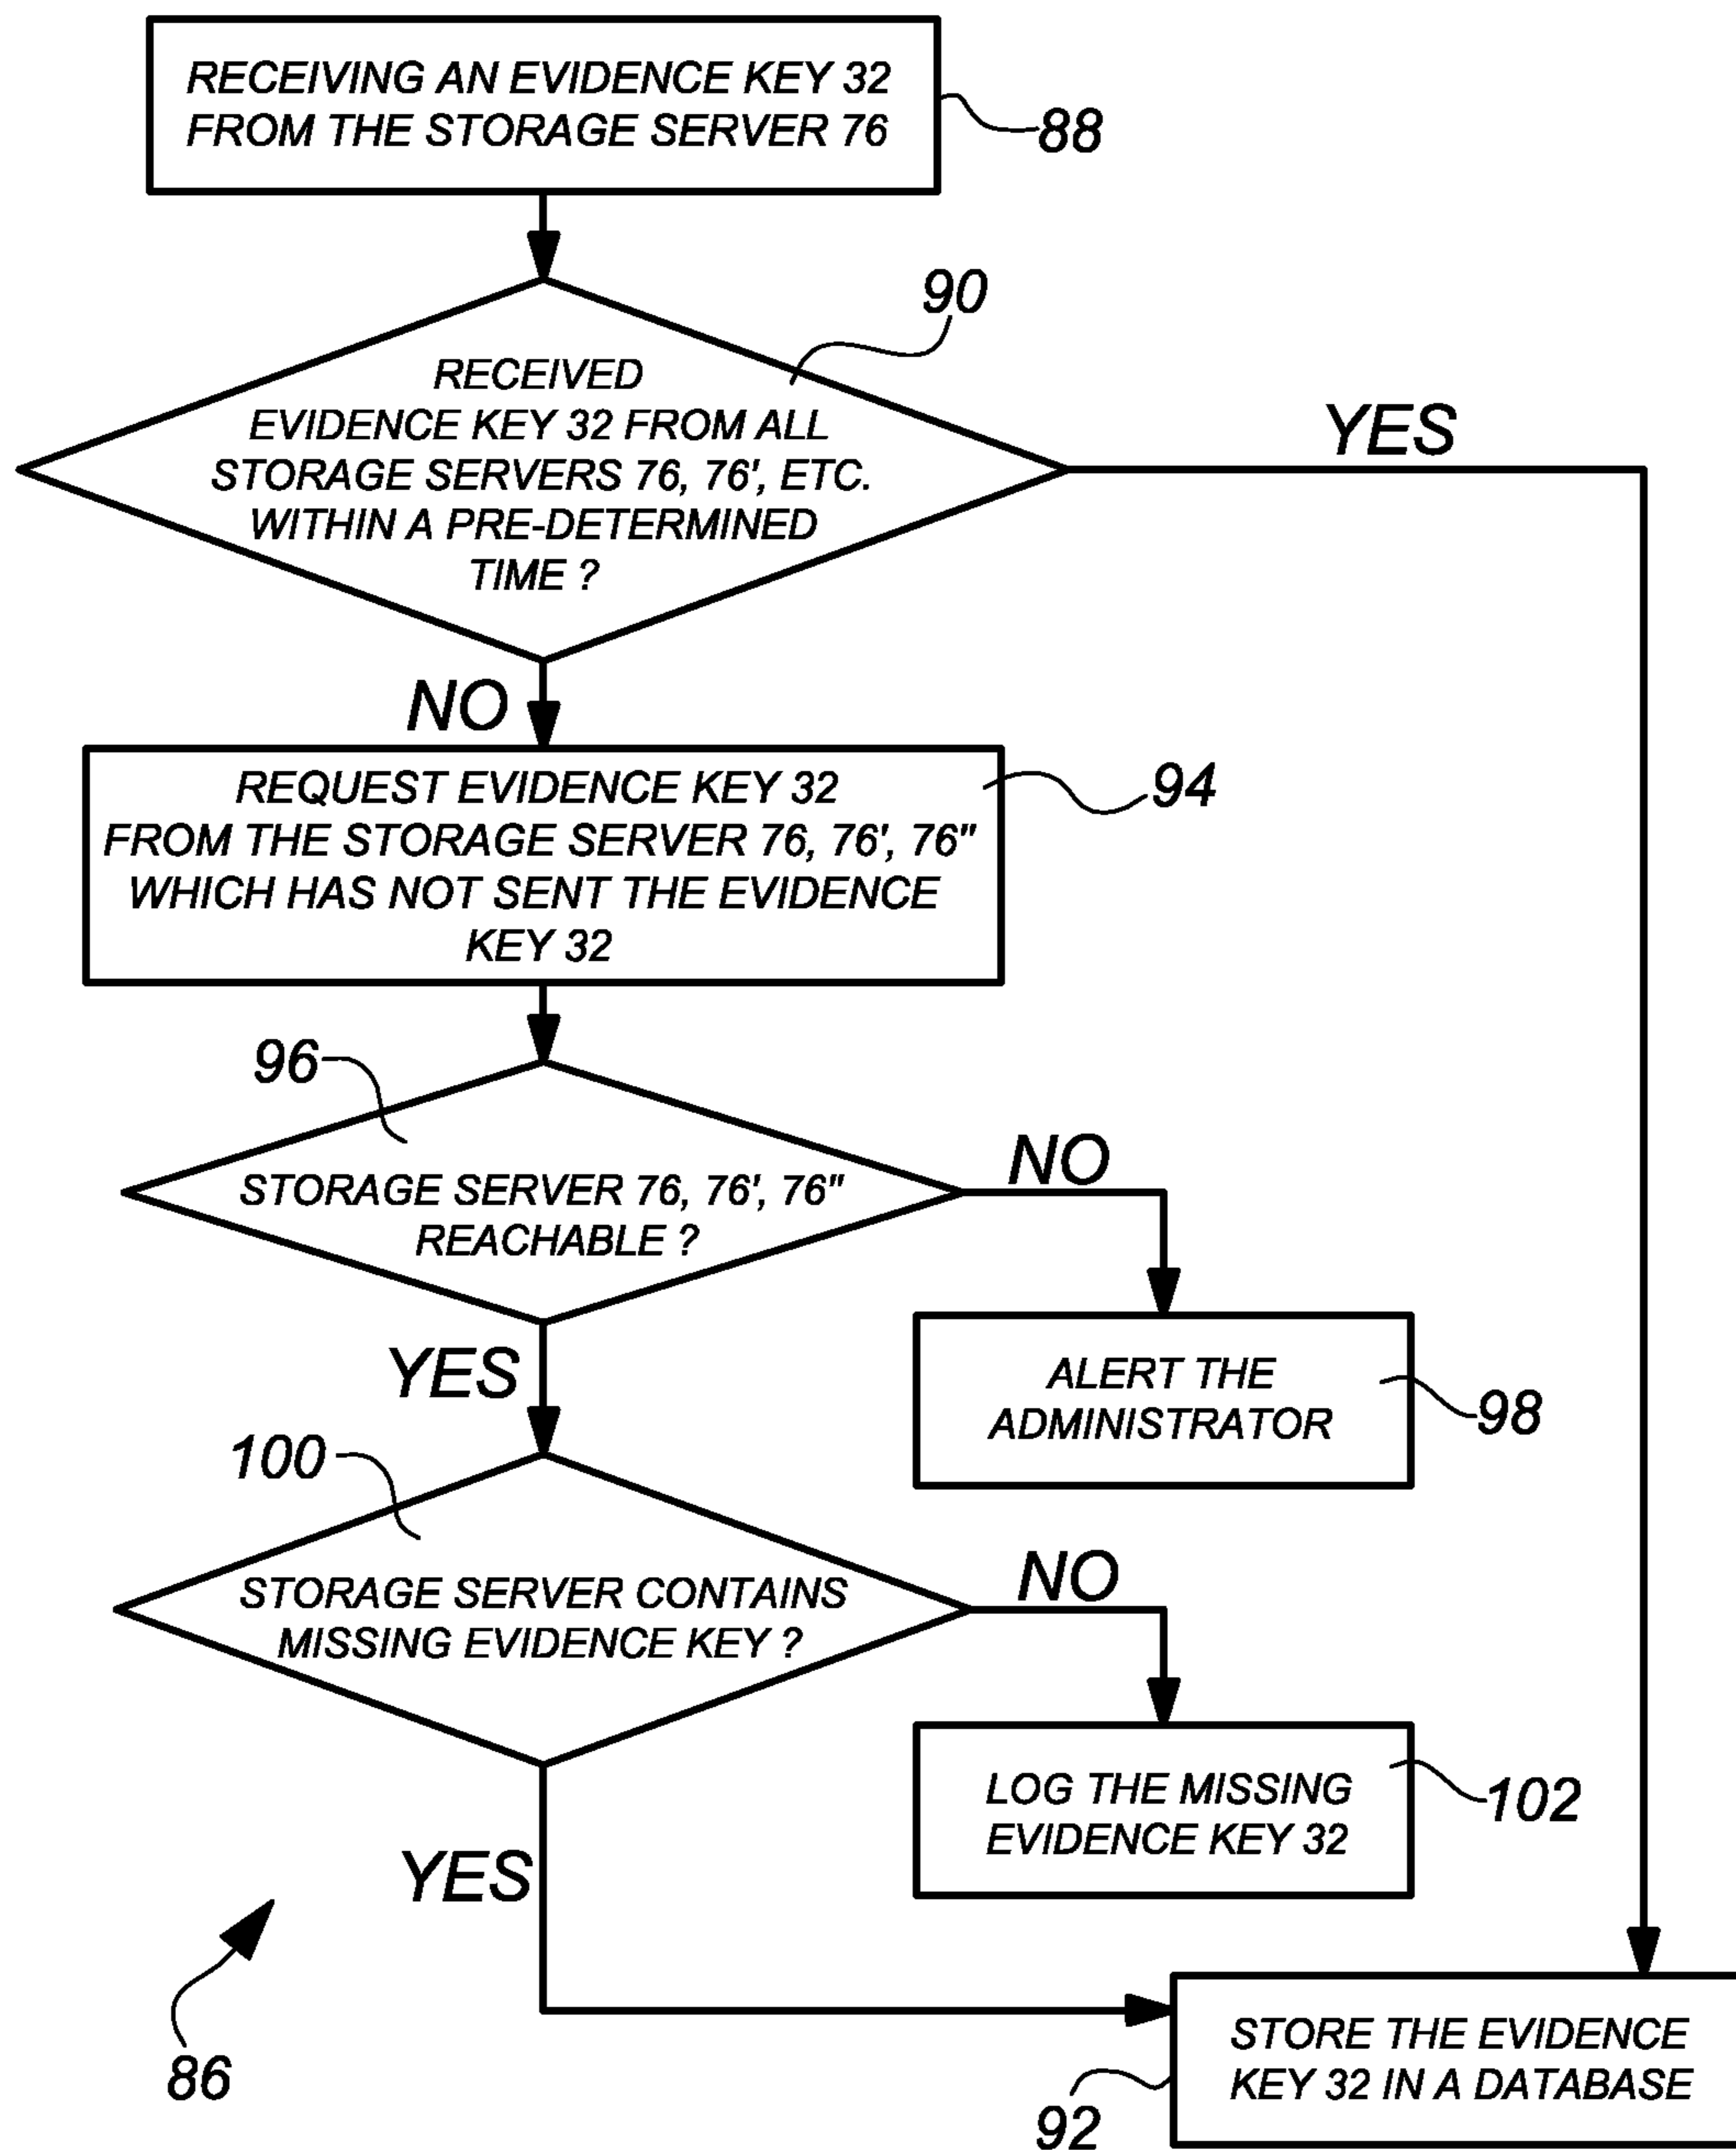 RECEIVING AN EVIDENCE KEY 32
FROM THE STORAGE SERVER 76
88
90
RECEIVED
EVIDENCE KEY 32 FROM ALL
STORAGE SERVERS 76, 76', ETC.
WITHIN A PRE-DETERMINED
TIME ?
YES
NO
REQUEST EVIDENCE KEY 32
FROM THE STORAGE SERVER 76, 76', 76"
WHICH HAS NOT SENT THE EVIDENCE
KEY 32
94
96
STORAGE SERVER 76, 76', 76"
REACHABLE ?
NO
YES
ALERT THE
ADMINISTRATOR
98
100
STORAGE SERVER CONTAINS
MISSING EVIDENCE KEY ?
NO
YES
LOG THE MISSING
EVIDENCE KEY 32
102
86
STORE THE EVIDENCE
KEY 32 IN A DATABASE
92